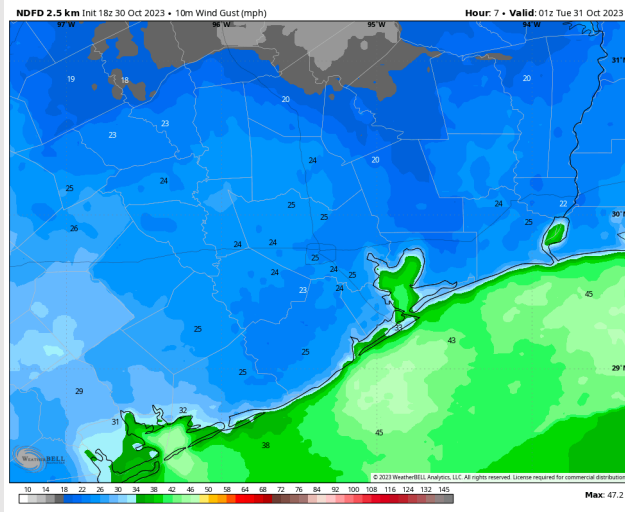 NDFD 2.5 km Init 18z 30 Oct 2023 • 10m Wind Gust (mph) Hour: 7 • Valid: 01z Tue 31 Oct 2023
97°W 96°W 95°W 94°W
31°N
19 18 20
20
23 23
24 20
25 24
25 24 22
25 25 30°N
26
24 24
25
24 24 25
23 24 45
25 33 43
25
25 29°N
29
32
31
38 45
WeatherBELL
© 2023 WeatherBELL Analytics, LLC. All rights reserved. License required for commercial distribution
10 14 18 22 26 30 34 38 42 46 50 58 64 68 72 76 84 92 100 108 116 124 132 145
Max: 47.2